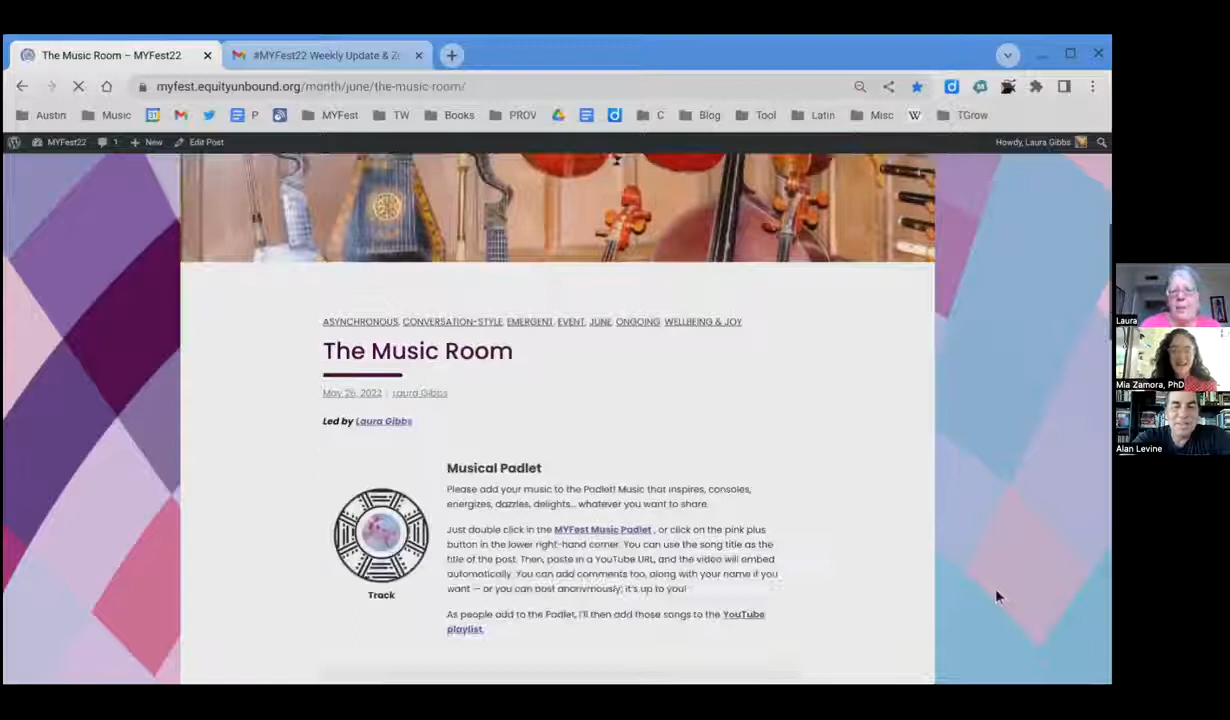 The Music Room – MYFest22
#MYFest22 Weekly Update & Zo
myfest.equityunbound.org/month/june/the-music-room/
Austin Music P MYFest TW Books PROV C Blog Tool Latin Misc W TGrow
MYFest22 1 New Edit Post Howdy, Laura Gibbs
ASYNCHRONOUS, CONVERSATION-STYLE, EMERGENT, EVENT, JUNE, ONGOING, WELLBEING & JOY
The Music Room
May 26, 2022 | Laura Gibbs
Led by Laura Gibbs
Musical Padlet
Please add your music to the Padlet! Music that inspires, consoles,
energizes, dazzles, delights... whatever you want to share.
Just double click in the MYFest Music Padlet , or click on the pink plus
button in the lower right-hand corner. You can use the song title as the
title of the post. Then, paste in a YouTube URL, and the video will embed
automatically. You can add comments too, along with your name if you
want — or you can post anonymously; it's up to you!
Track
As people add to the Padlet, I'll then add those songs to the YouTube
playlist.
Laura
Mia Zamora, PhD
Alan Levine